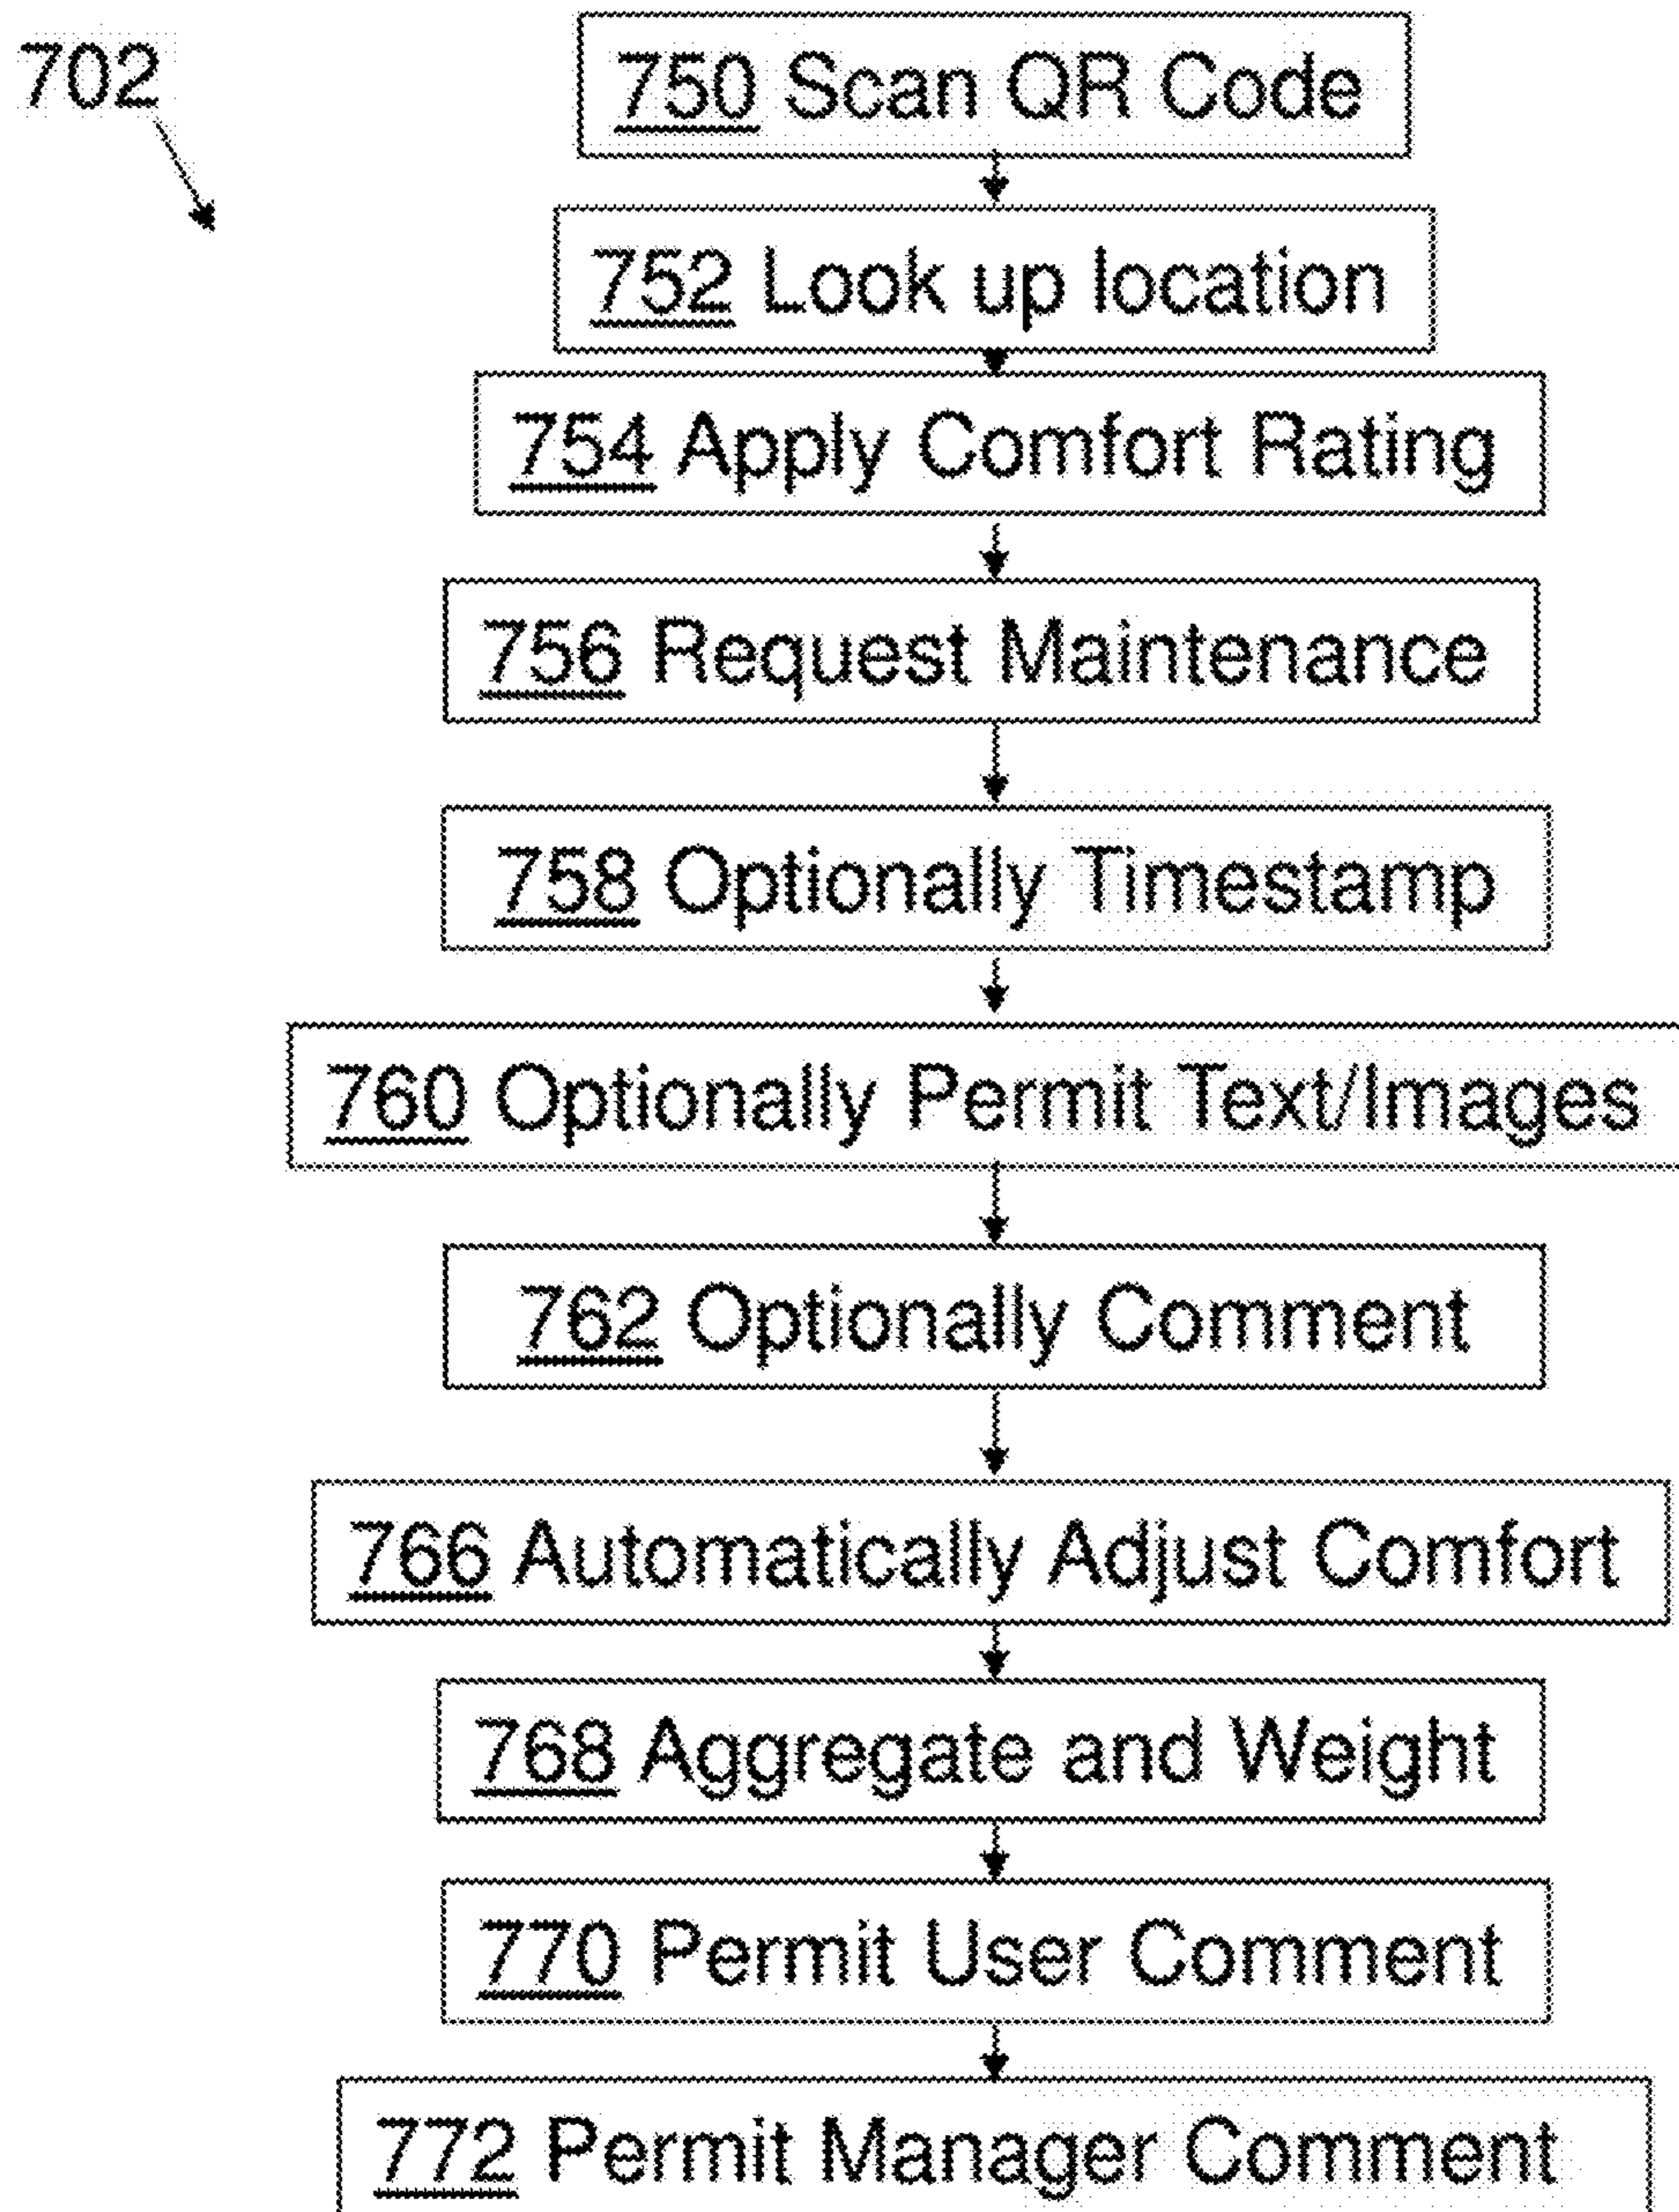 702
750 Scan QR Code
752 Look up location
754 Apply Comfort Rating
756 Request Maintenance
758 Optionally Timestamp
760 Optionally Permit Text/Images
762 Optionally Comment
766 Automatically Adjust Comfort
768 Aggregate and Weight
770 Permit User Comment
772 Permit Manager Comment